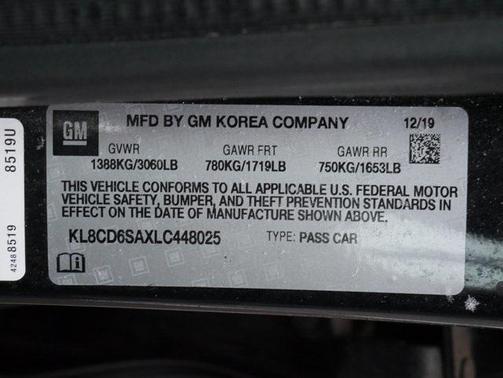 GM
MFD BY GM KOREA COMPANY 12/19
GVWR GAWR FRT GAWR RR
1388KG/3060LB 780KG/1719LB 750KG/1653LB
THIS VEHICLE CONFORMS TO ALL APPLICABLE U.S. FEDERAL MOTOR
VEHICLE SAFETY, BUMPER, AND THEFT PREVENTION STANDARDS IN
EFFECT ON THE DATE OF MANUFACTURE SHOWN ABOVE.
KL8CD6SAXLC448025 TYPE: PASS CAR
8519U
42488519